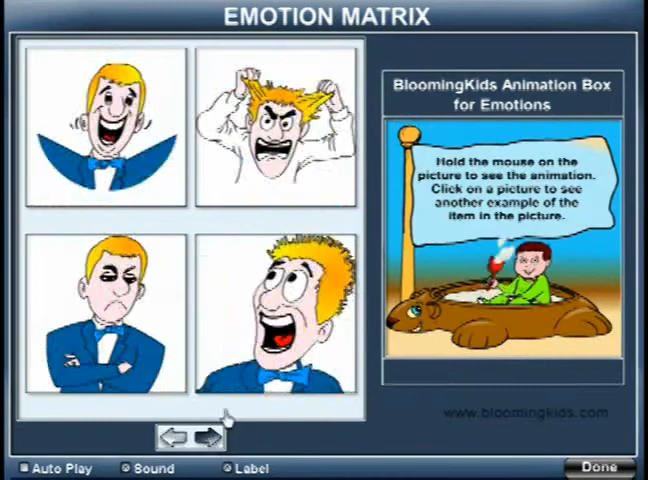 EMOTION MATRIX
BloomingKids Animation Box
for Emotions
Hold the mouse on the
picture to see the animation.
Click on a picture to see
another example of the
item in the picture.
www.bloomingkids.com
Auto Play
Sound
Label
Done